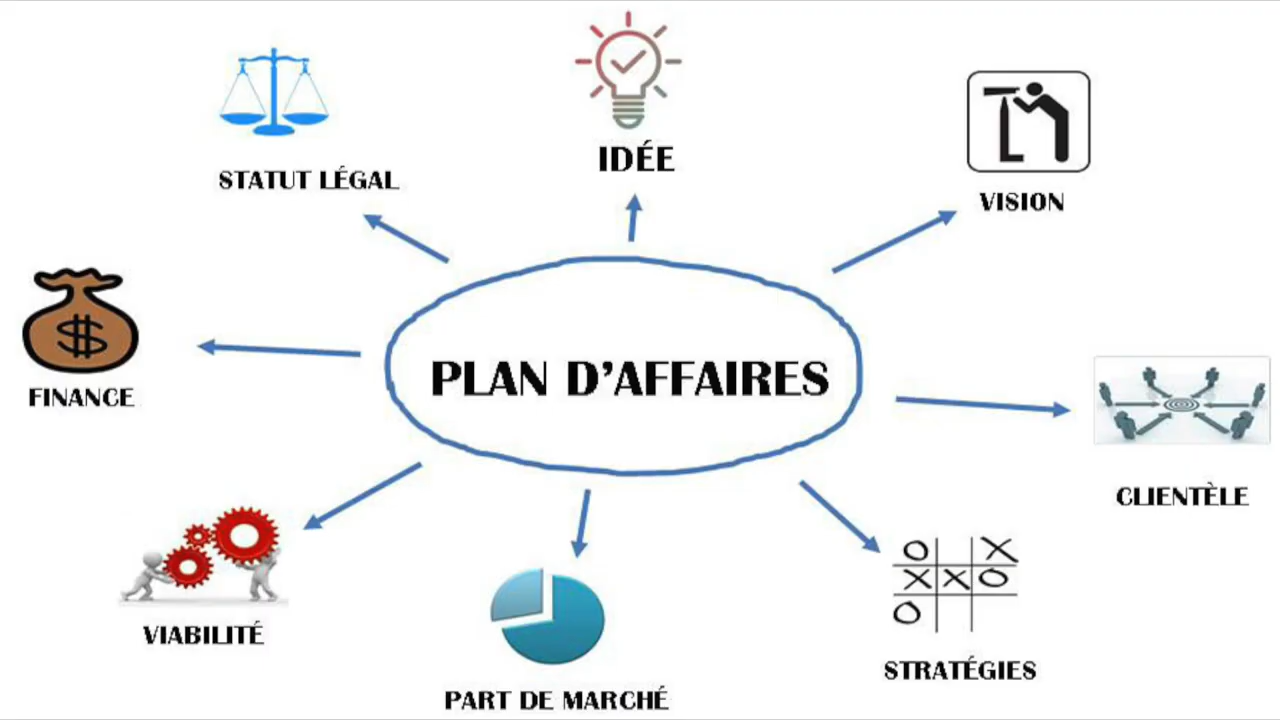 IDÉE
STATUT LÉGAL
VISION
FINANCE
PLAN D’AFFAIRES
CLIENTÈLE
VIABILITÉ
STRATÉGIES
PART DE MARCHÉ